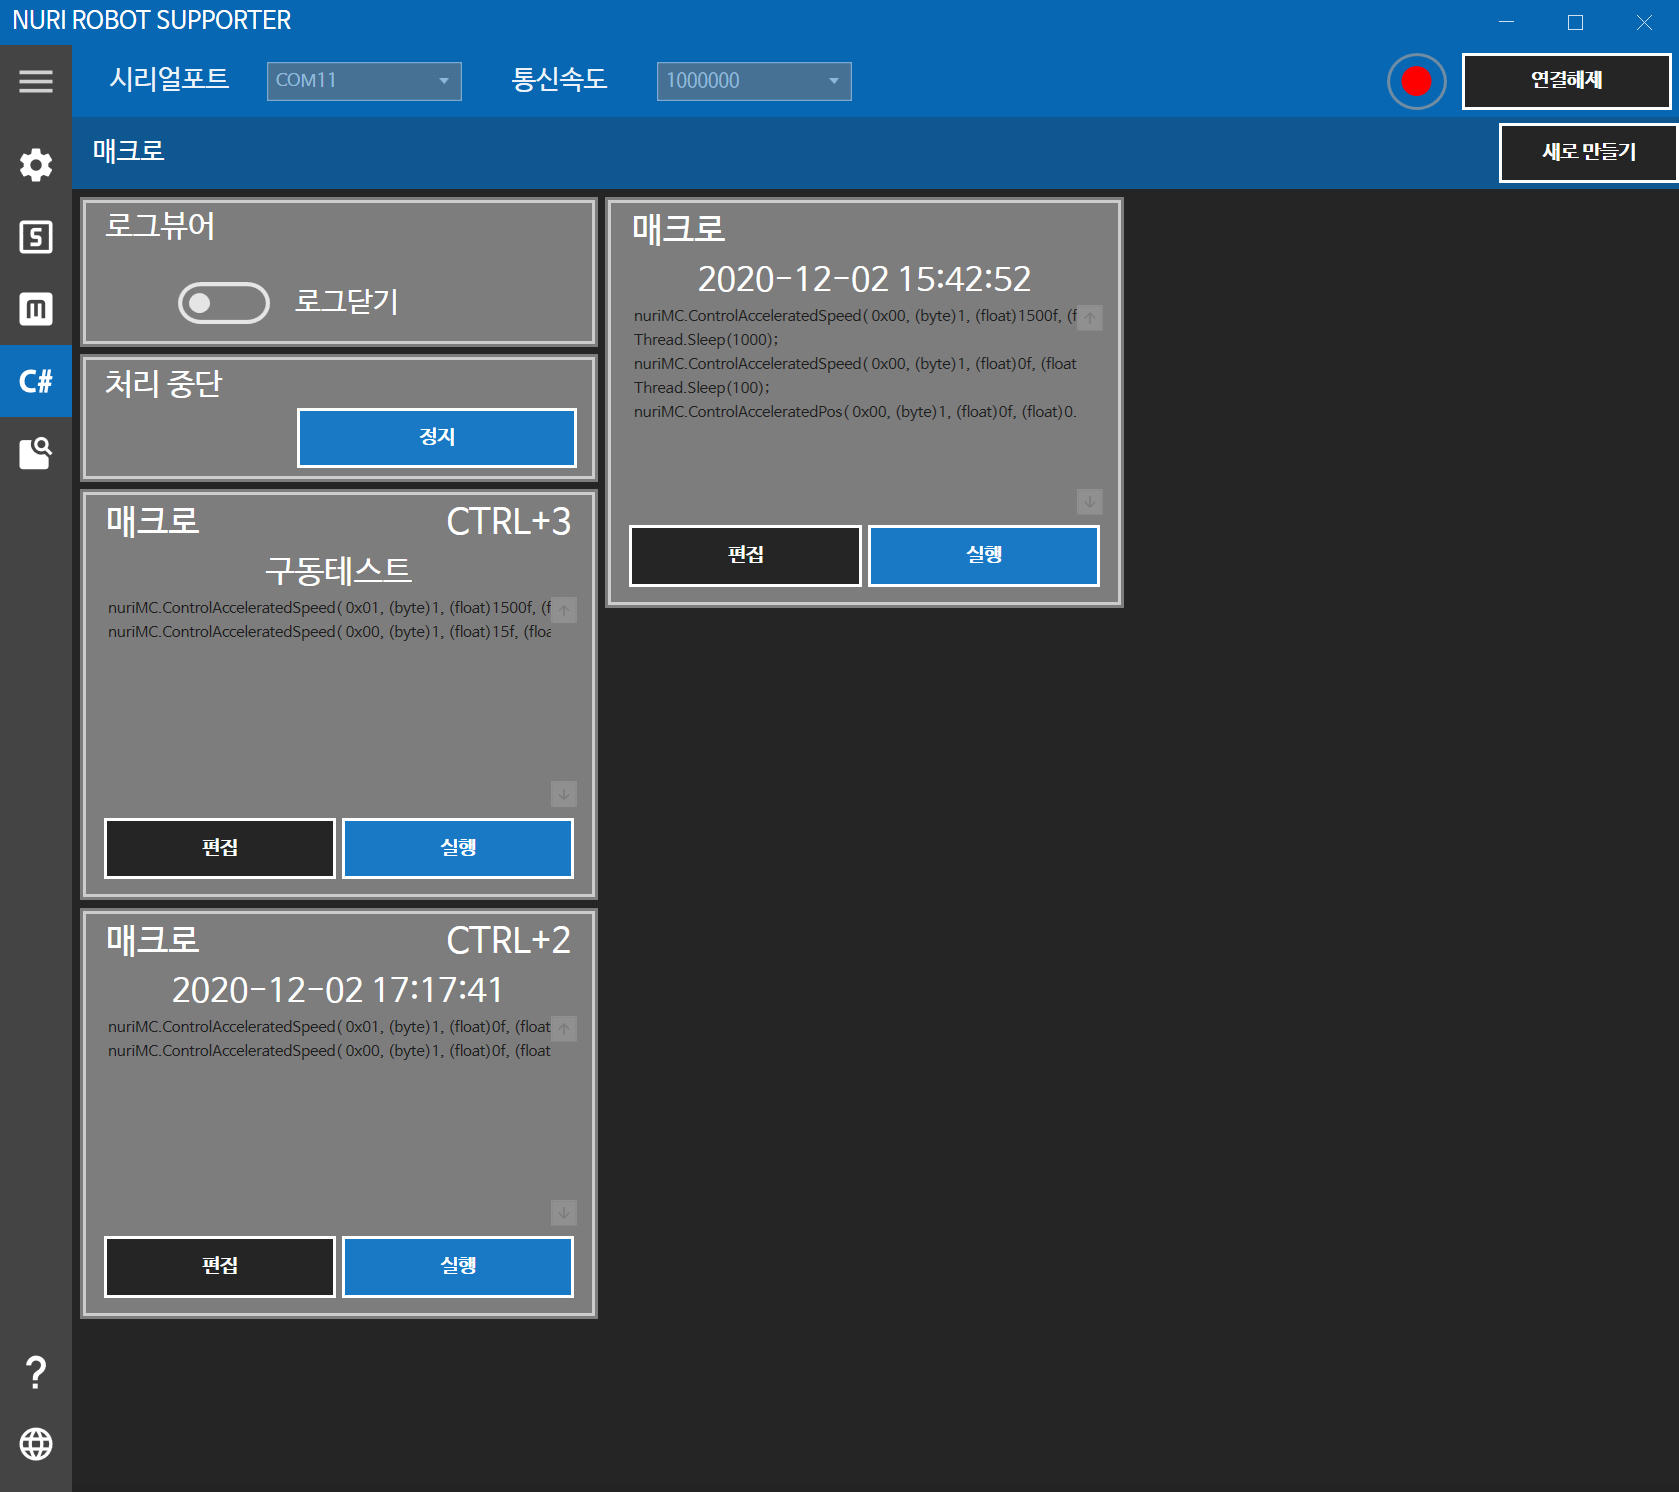 NURI ROBOT SUPPORTER
시리얼포트 COM11 통신속도 1000000 연결해제
매크로 새로 만들기
로그뷰어
로그닫기
처리 중단
정지
매크로 CTRL+3
구동테스트
nuriMC.ControlAcceleratedSpeed( 0x01, (byte)1, (float)1500f, (f
nuriMC.ControlAcceleratedSpeed( 0x00, (byte)1, (float)15f, (floa
편집 실행
매크로 CTRL+2
2020-12-02 17:17:41
nuriMC.ControlAcceleratedSpeed( 0x01, (byte)1, (float)0f, (float
nuriMC.ControlAcceleratedSpeed( 0x00, (byte)1, (float)0f, (float
편집 실행
매크로
2020-12-02 15:42:52
nuriMC.ControlAcceleratedSpeed( 0x00, (byte)1, (float)1500f, (f
Thread.Sleep(1000);
nuriMC.ControlAcceleratedSpeed( 0x00, (byte)1, (float)0f, (float
Thread.Sleep(100);
nuriMC.ControlAcceleratedPos( 0x00, (byte)1, (float)0f, (float)0.
편집 실행
S
m
C#
?